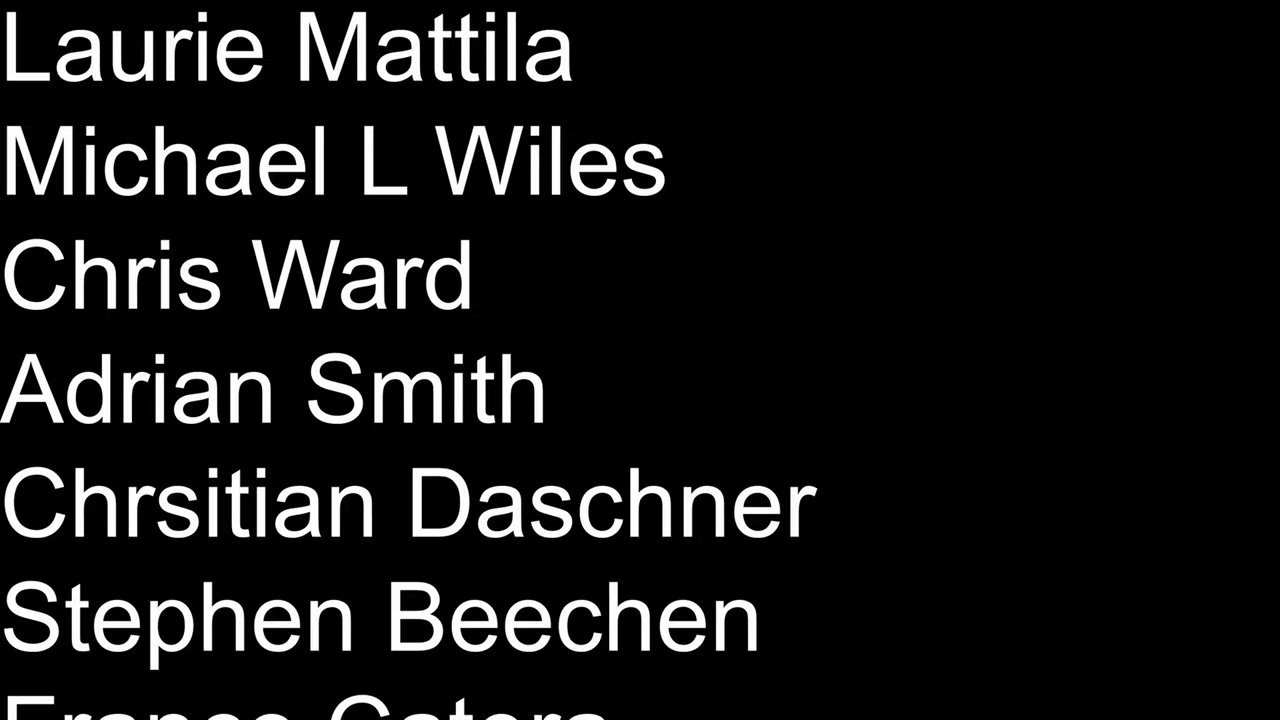 Laurie Mattila
Michael L Wiles
Chris Ward
Adrian Smith
Chrsitian Daschner
Stephen Beechen